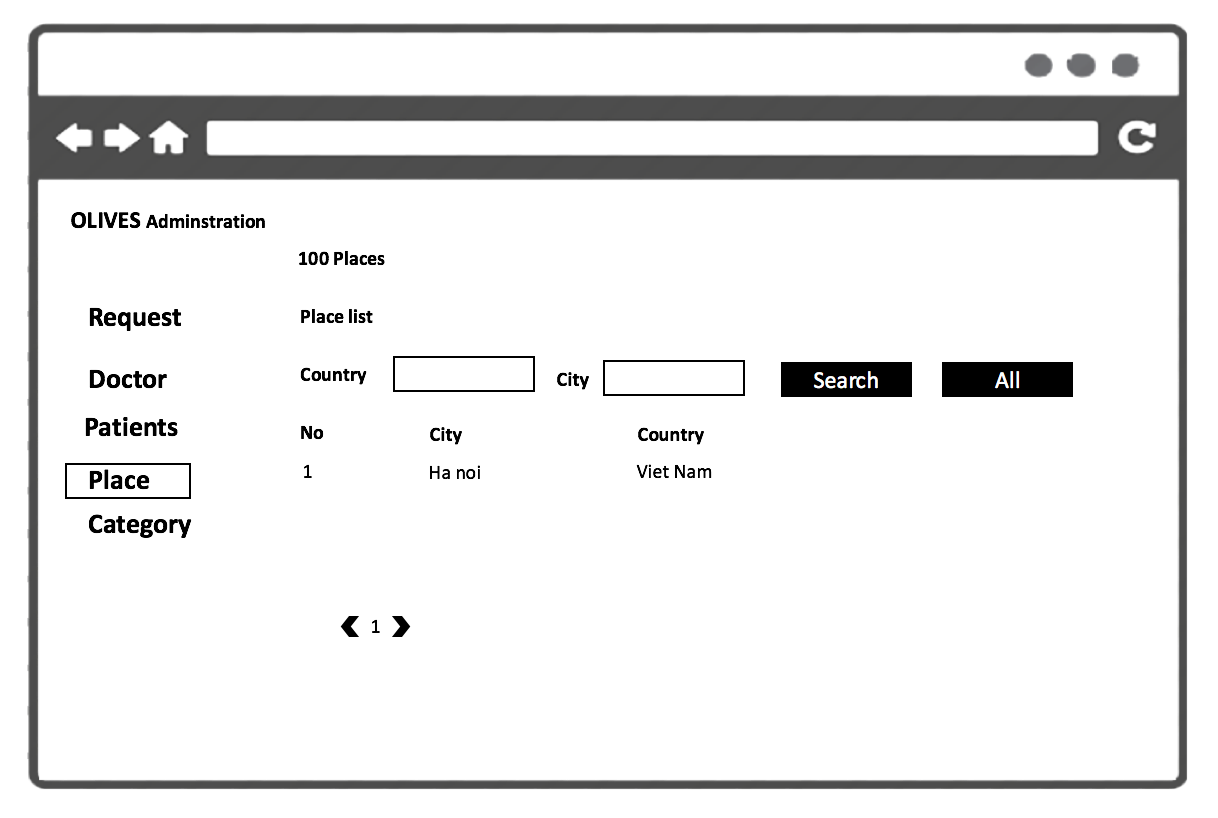 OLIVES Adminstration
100 Places
Request
Doctor
Patients
Place
Category
Place list
Country
City
Search
All
No City Country
1 Ha noi Viet Nam
1